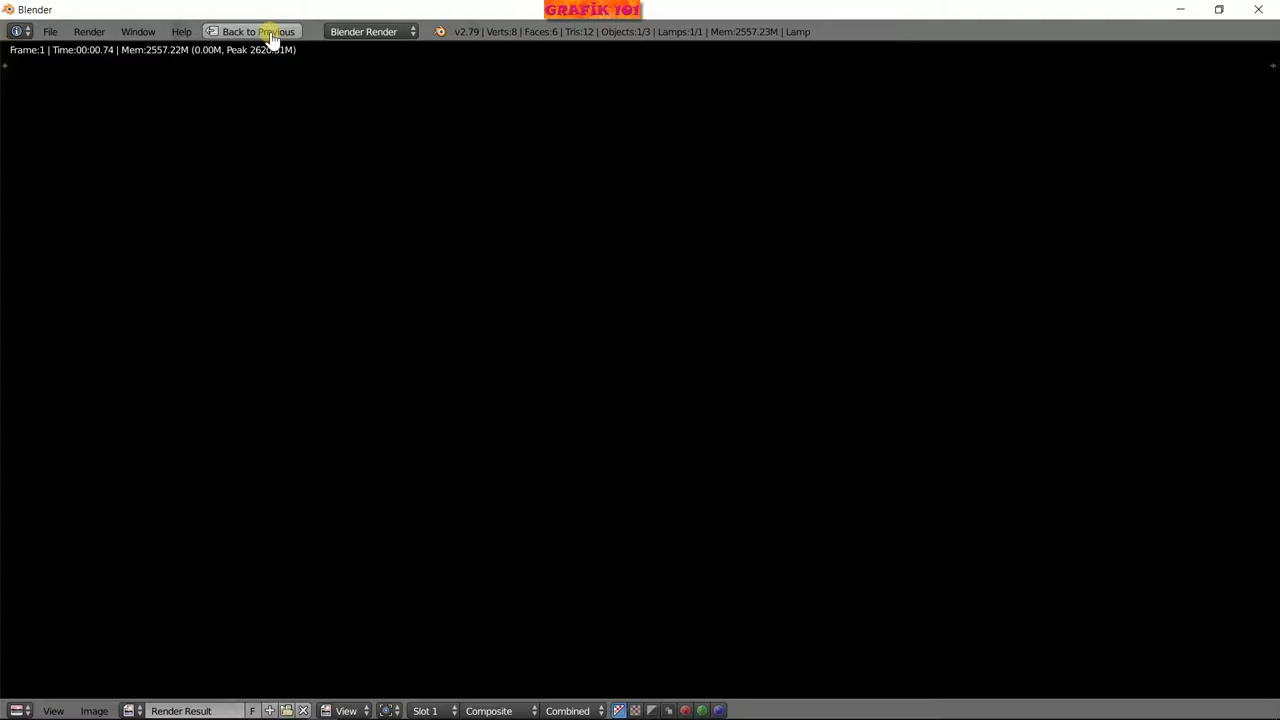 Blender
GRAFİK 101
File Render Window Help Back to Previous Blender Render v2.79 | Verts:8 | Faces:6 | Tris:12 | Objects:1/3 | Lamps:1/1 | Mem:2557.23M | Lamp
Frame:1 | Time:00:00.74 | Mem:2557.22M (0.00M, Peak
View Image Render Result F View Slot 1 Composite Combined